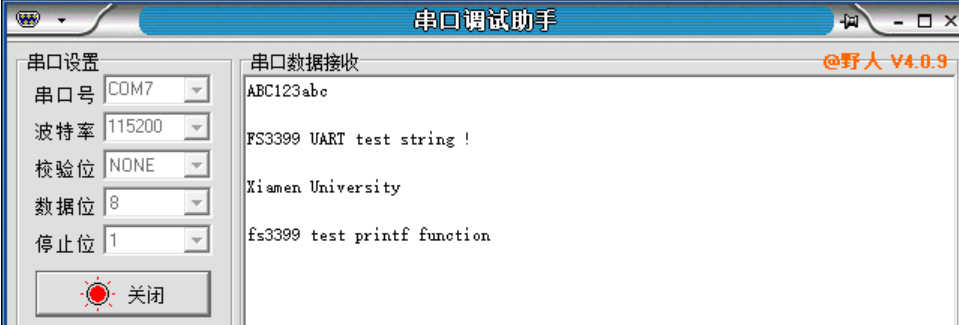 串口调试助手
串口设置
串口号 COM7
波特率 115200
校验位 NONE
数据位 8
停止位 1
关闭
串口数据接收
@野人 V4.0.9
ABC123abc
FS3399 UART test string !
Xiamen University
fs3399 test printf function